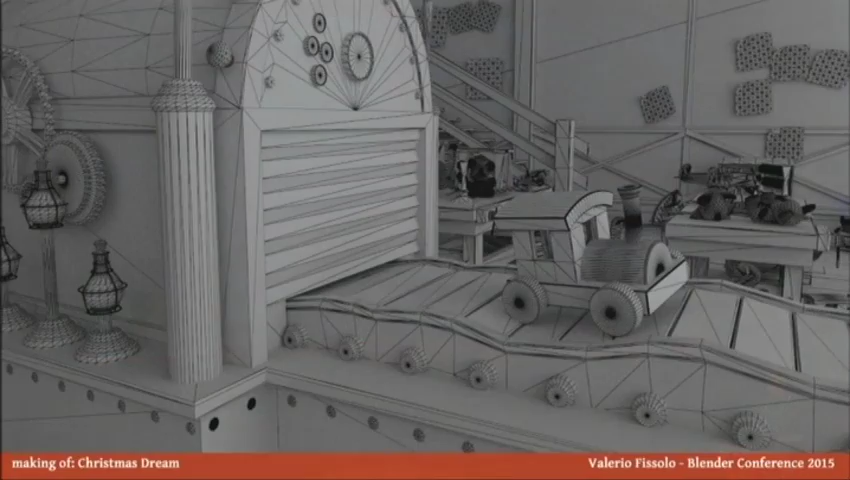 making of: Christmas Dream
Valerio Fissolo - Blender Conference 2015